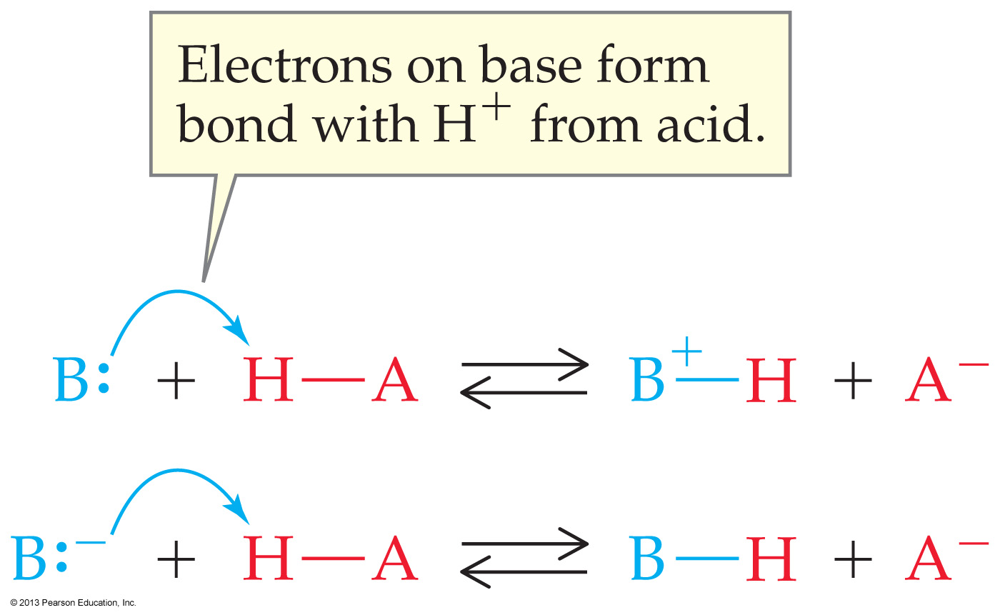 Electrons on base form
bond with H⁺ from acid.
B: + H—A ⇌ B⁺—H + A⁻
B:⁻ + H—A ⇌ B—H + A⁻
© 2013 Pearson Education, Inc.